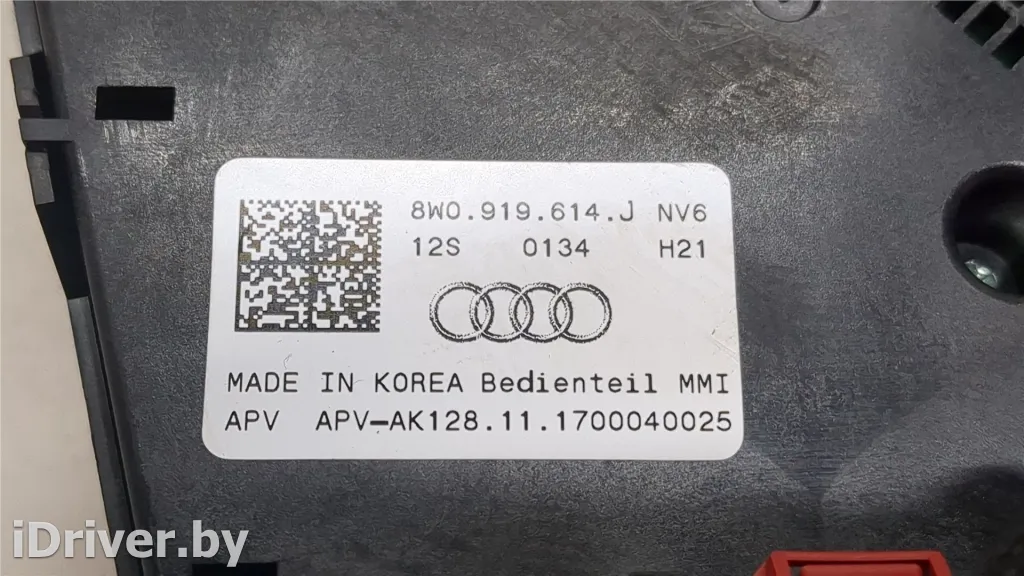 8W0.919.614.J NV6
12S 0134 H21
MADE IN KOREA Bedienteil MMI
APV APV-AK128.11.1700040025
iDriver.by